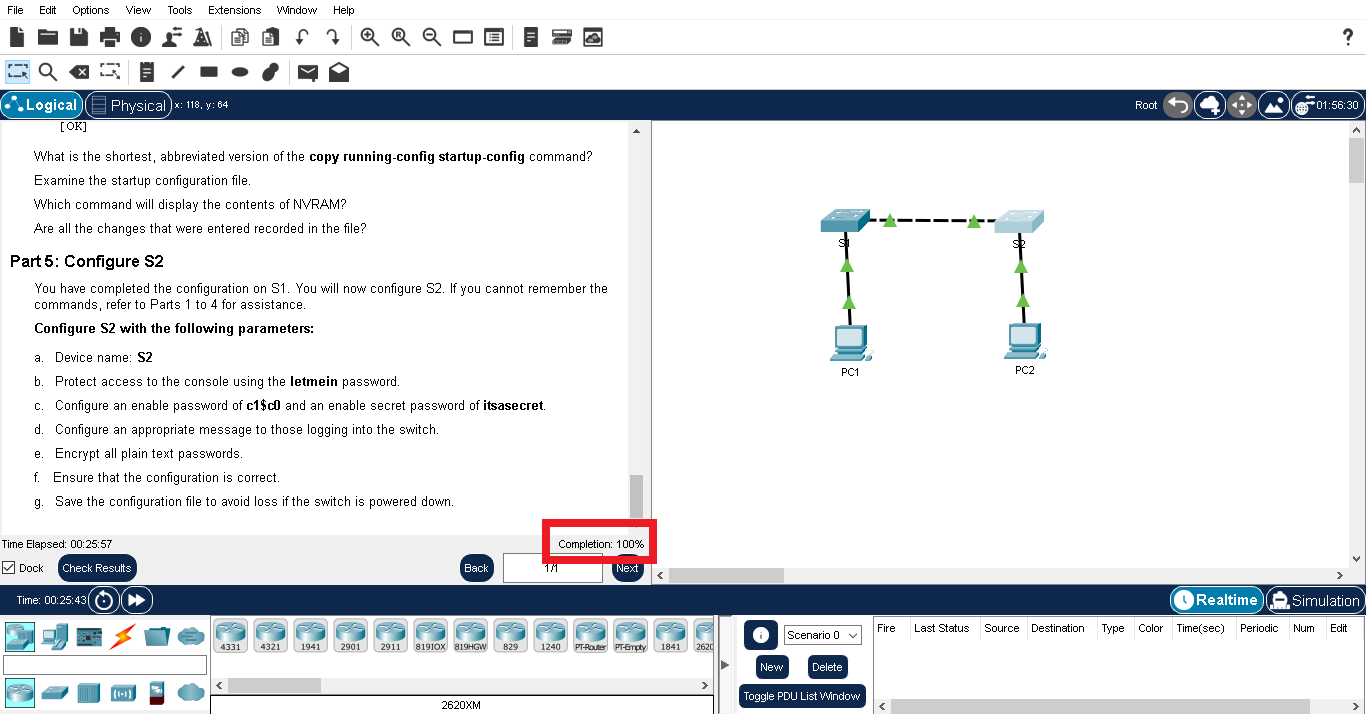 File Edit Options View Tools Extensions Window Help
?
Logical Physical x: 118, y: 64 Root 01:56:30
[OK]
What is the shortest, abbreviated version of the copy running-config startup-config command?
Examine the startup configuration file.
Which command will display the contents of NVRAM?
Are all the changes that were entered recorded in the file?
Part 5: Configure S2
You have completed the configuration on S1. You will now configure S2. If you cannot remember the
commands, refer to Parts 1 to 4 for assistance.
Configure S2 with the following parameters:
a. Device name: S2
b. Protect access to the console using the letmein password.
c. Configure an enable password of c1$c0 and an enable secret password of itsasecret.
d. Configure an appropriate message to those logging into the switch.
e. Encrypt all plain text passwords.
f. Ensure that the configuration is correct.
g. Save the configuration file to avoid loss if the switch is powered down.
S1 S2
PC1 PC2
Time Elapsed: 00:25:57 Completion: 100%
Dock Check Results Back 1/1 Next
Time: 00:25:43 Realtime Simulation
4331 4321 1941 2901 2911 819IOX 819HGW 829 1240 PT-Router PT-Empty 1841 2620
2620XM
Scenario 0
New Delete
Toggle PDU List Window
Fire Last Status Source Destination Type Color Time(sec) Periodic Num Edit